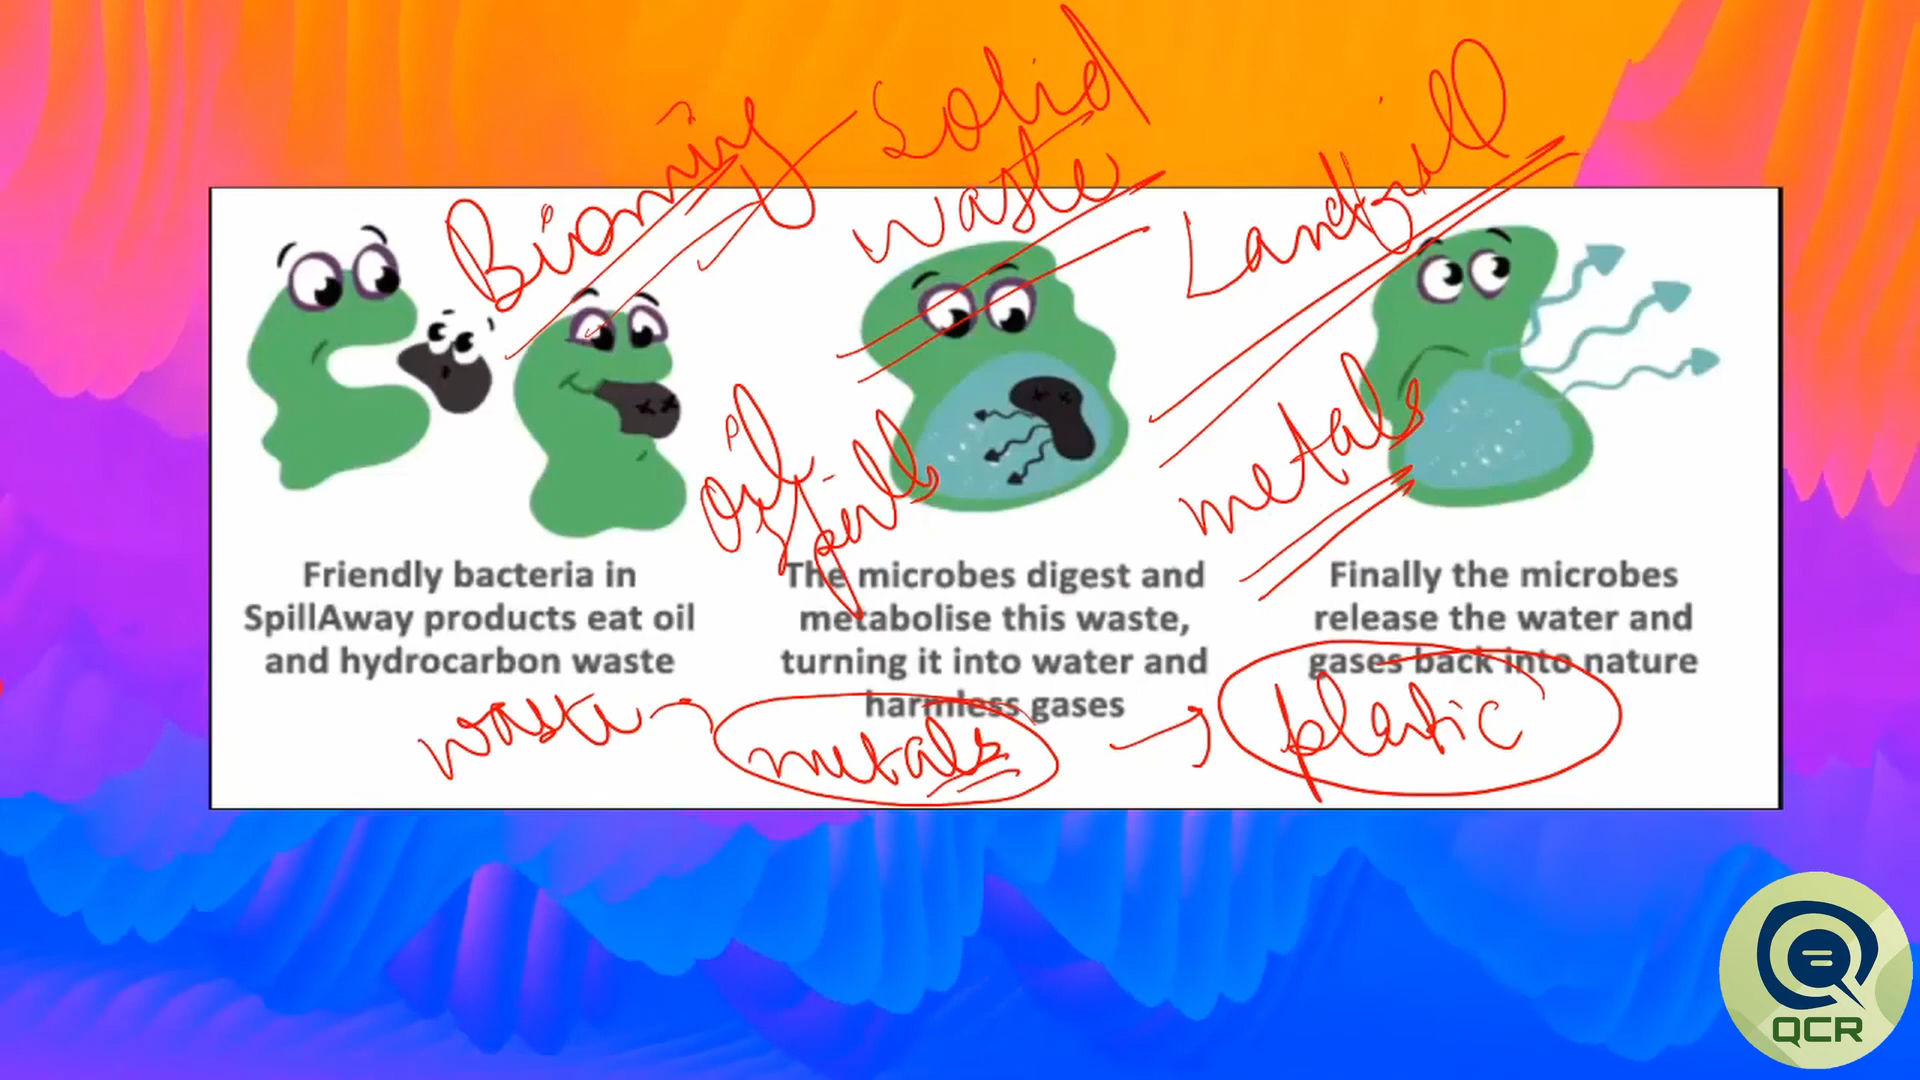 Biomining
Solid
waste
Landfill
metals
oil
spills
Friendly bacteria in
SpillAway products eat oil
and hydrocarbon waste
The microbes digest and
metabolise this waste,
turning it into water and
harmless gases
Finally the microbes
release the water and
gases back into nature
waste
metals
plastic
QCR